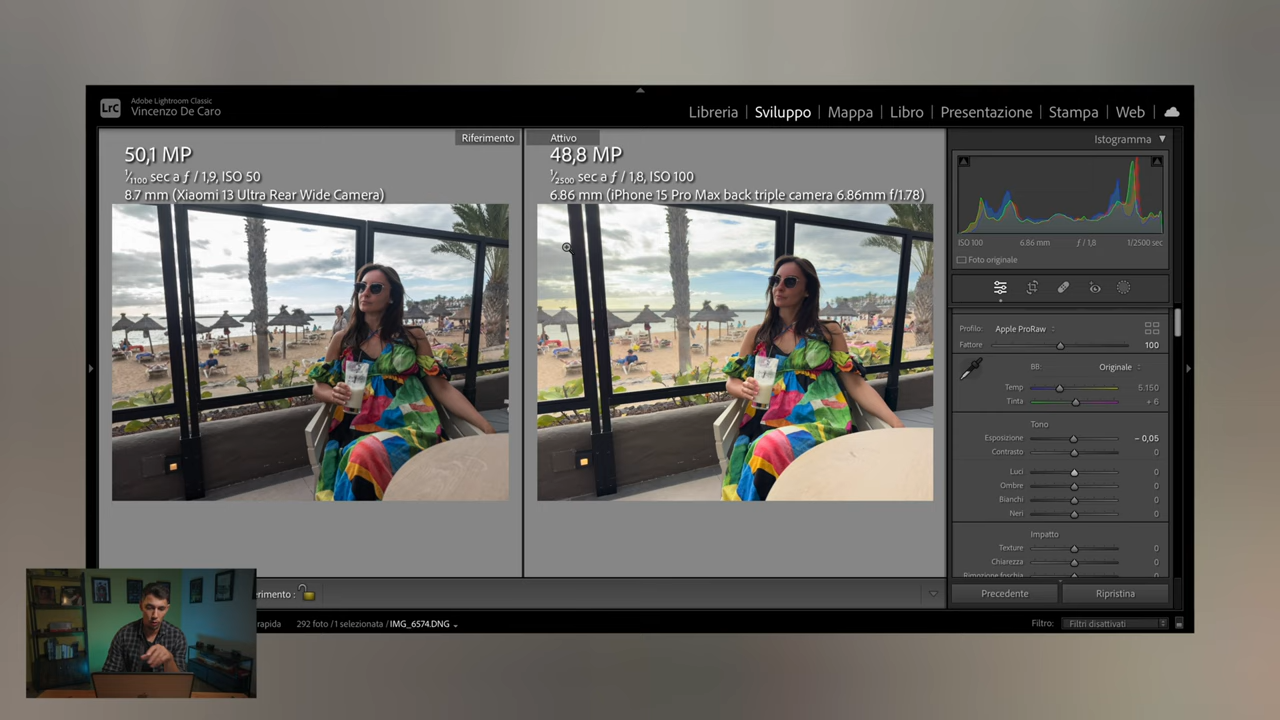 LrC
Adobe Lightroom Classic
Vincenzo De Caro
Libreria | Sviluppo | Mappa | Libro | Presentazione | Stampa | Web
Riferimento
Attivo
50,1 MP
1/1100 sec a ƒ / 1,9, ISO 50
8.7 mm (Xiaomi 13 Ultra Rear Wide Camera)
48,8 MP
1/2500 sec a ƒ / 1,8, ISO 100
6.86 mm (iPhone 15 Pro Max back triple camera 6.86mm f/1.78)
Istogramma
ISO 100 6.86 mm ƒ / 1,8 1/2500 sec
Foto originale
Profilo: Apple ProRaw
Fattore 100
BB: Originale
Temp 5.150
Tinta + 6
Tono
Esposizione – 0,05
Contrasto 0
Luci 0
Ombre 0
Bianchi 0
Neri 0
Impatto
Texture 0
Chiarezza 0
Rimozione foschia
Precedente
Ripristina
erimento :
rapida 292 foto / 1 selezionata / IMG_6574.DNG
Filtro: Filtri disattivati